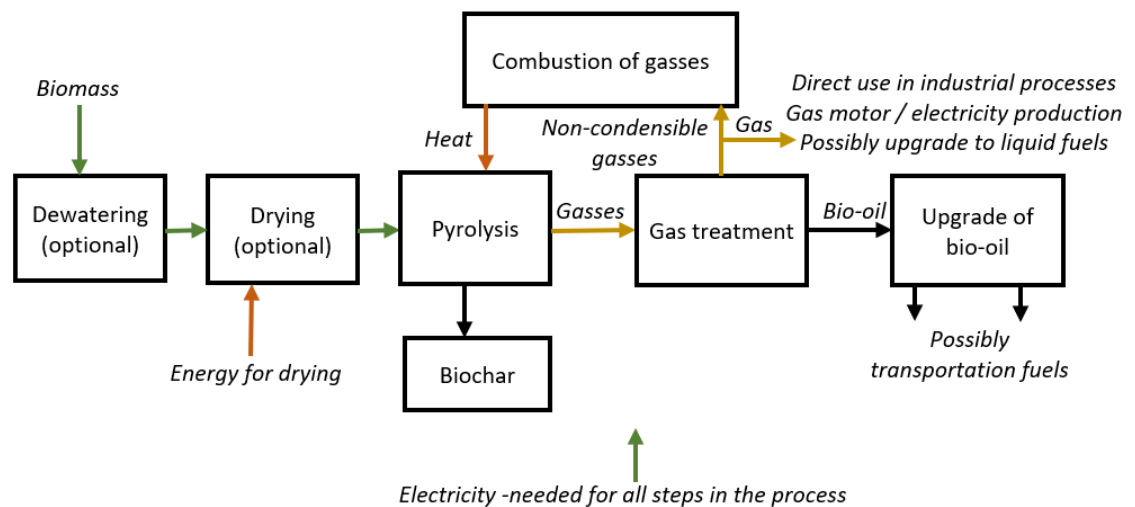 Combustion of gasses
Biomass
Heat
Non-condensible
gasses
Gas
Direct use in industrial processes
Gas motor / electricity production
Possibly upgrade to liquid fuels
Dewatering
(optional)
Drying
(optional)
Pyrolysis
Gasses
Gas treatment
Bio-oil
Upgrade of
bio-oil
Energy for drying
Biochar
Possibly
transportation fuels
Electricity -needed for all steps in the process